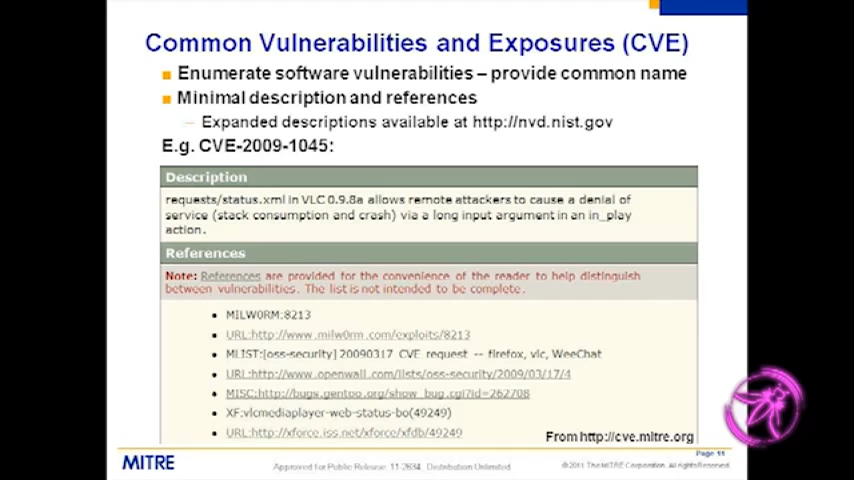 Common Vulnerabilities and Exposures (CVE)
Enumerate software vulnerabilities – provide common name
Minimal description and references
– Expanded descriptions available at http://nvd.nist.gov
E.g. CVE-2009-1045:
Description
requests/status.xml in VLC 0.9.8a allows remote attackers to cause a denial of
service (stack consumption and crash) via a long input argument in an in_play
action.
References
Note: References are provided for the convenience of the reader to help distinguish
between vulnerabilities. The list is not intended to be complete.
MILW0RM:8213
URL:http://www.milw0rm.com/exploits/8213
MLIST:[oss-security] 20090317 CVE request -- firefox, vlc, WeeChat
URL:http://www.openwall.com/lists/oss-security/2009/03/17/4
MISC:http://bugs.gentoo.org/show_bug.cgi?id=262708
XF:vlcmediaplayer-web-status-bo(49249)
URL:http://xforce.iss.net/xforce/xfdb/49249
From http://cve.mitre.org
Page 11
MITRE
Approved for Public Release: 11-2634. Distribution Unlimited
© 2011 The MITRE Corporation. All rights Reserved